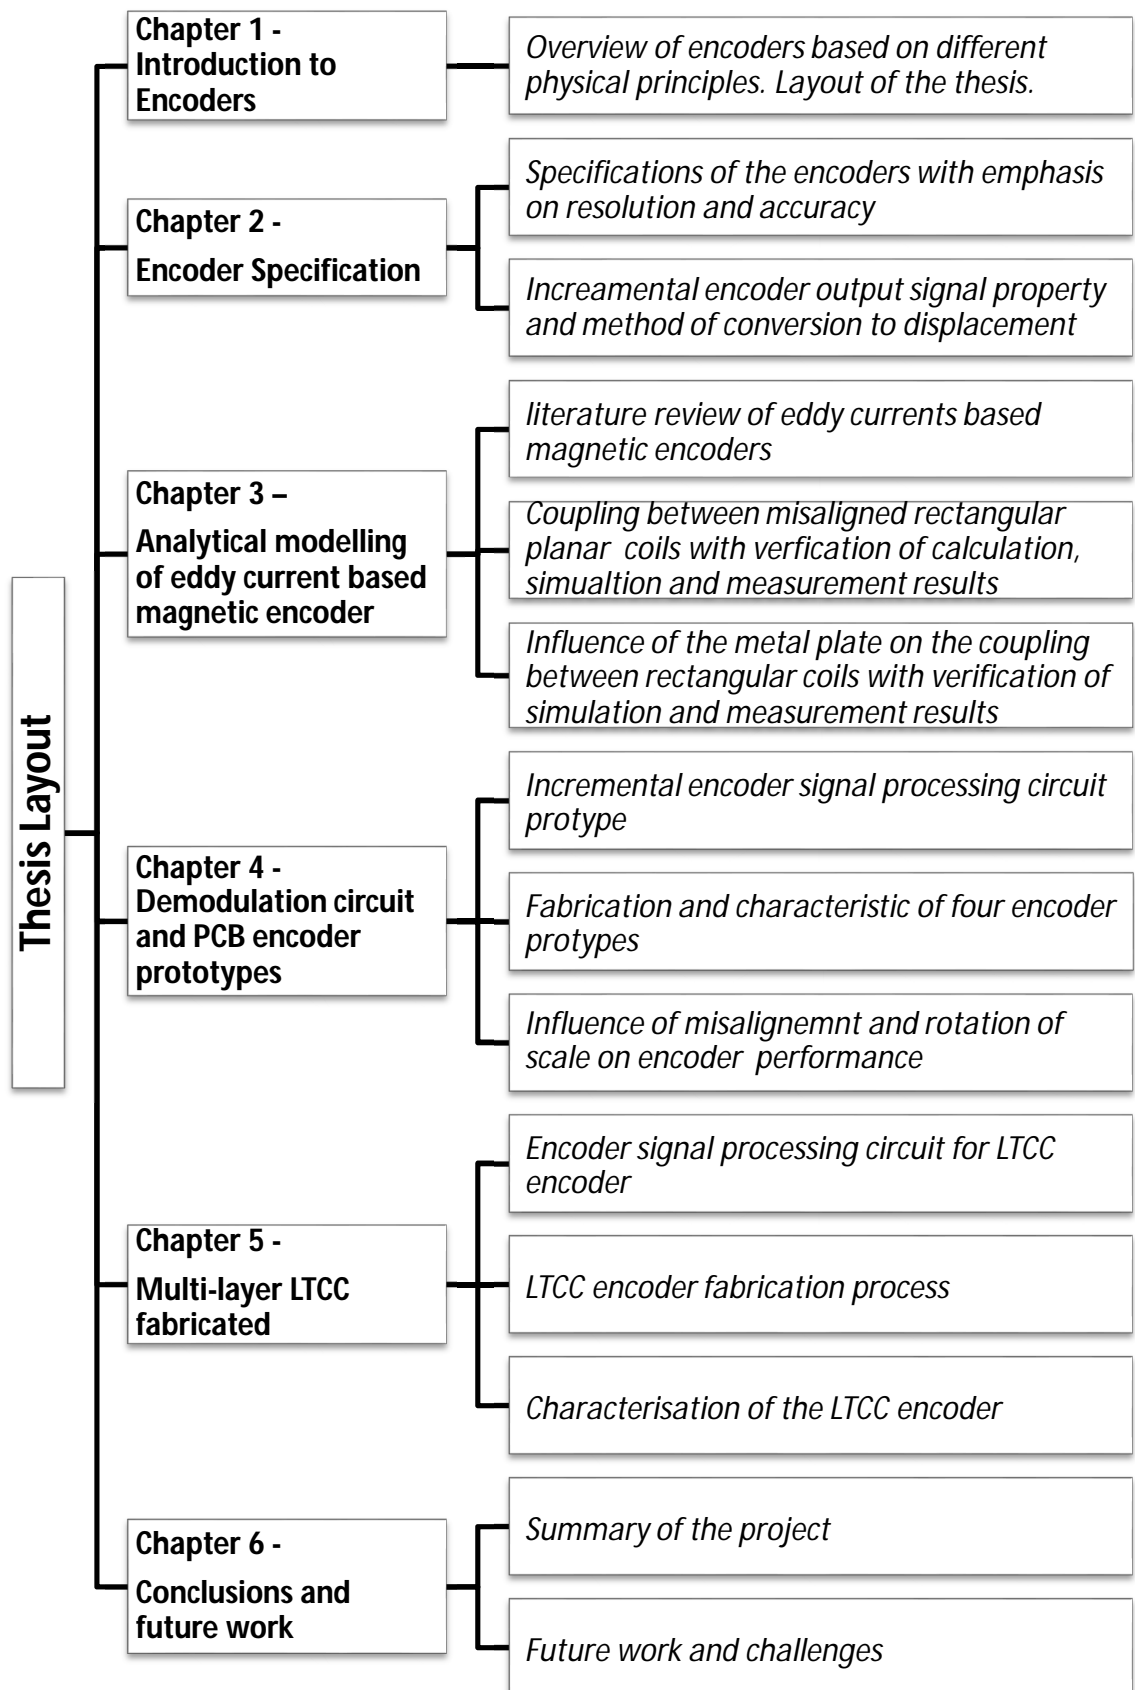 Thesis Layout
Chapter 1 -
Introduction to
Encoders
Overview of encoders based on different
physical principles. Layout of the thesis.
Chapter 2 -
Encoder Specification
Specifications of the encoders with emphasis
on resolution and accuracy
Increamental encoder output signal property
and method of conversion to displacement
Chapter 3 –
Analytical modelling
of eddy current based
magnetic encoder
literature review of eddy currents based
magnetic encoders
Coupling between misaligned rectangular
planar coils with verfication of calculation,
simualtion and measurement results
Influence of the metal plate on the coupling
between rectangular coils with verification of
simulation and measurement results
Chapter 4 -
Demodulation circuit
and PCB encoder
prototypes
Incremental encoder signal processing circuit
protype
Fabrication and characteristic of four encoder
protypes
Influence of misalignemnt and rotation of
scale on encoder performance
Chapter 5 -
Multi-layer LTCC
fabricated
Encoder signal processing circuit for LTCC
encoder
LTCC encoder fabrication process
Characterisation of the LTCC encoder
Chapter 6 -
Conclusions and
future work
Summary of the project
Future work and challenges